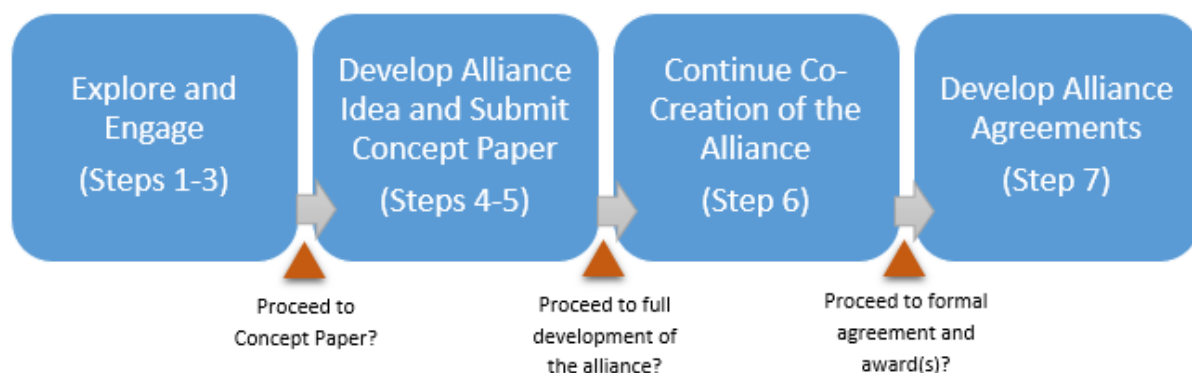 Explore and
Engage
(Steps 1-3)
Develop Alliance
Idea and Submit
Concept Paper
(Steps 4-5)
Continue Co-
Creation of the
Alliance
(Step 6)
Develop Alliance
Agreements
(Step 7)
Proceed to
Concept Paper?
Proceed to full
development of
the alliance?
Proceed to formal
agreement and
award(s)?